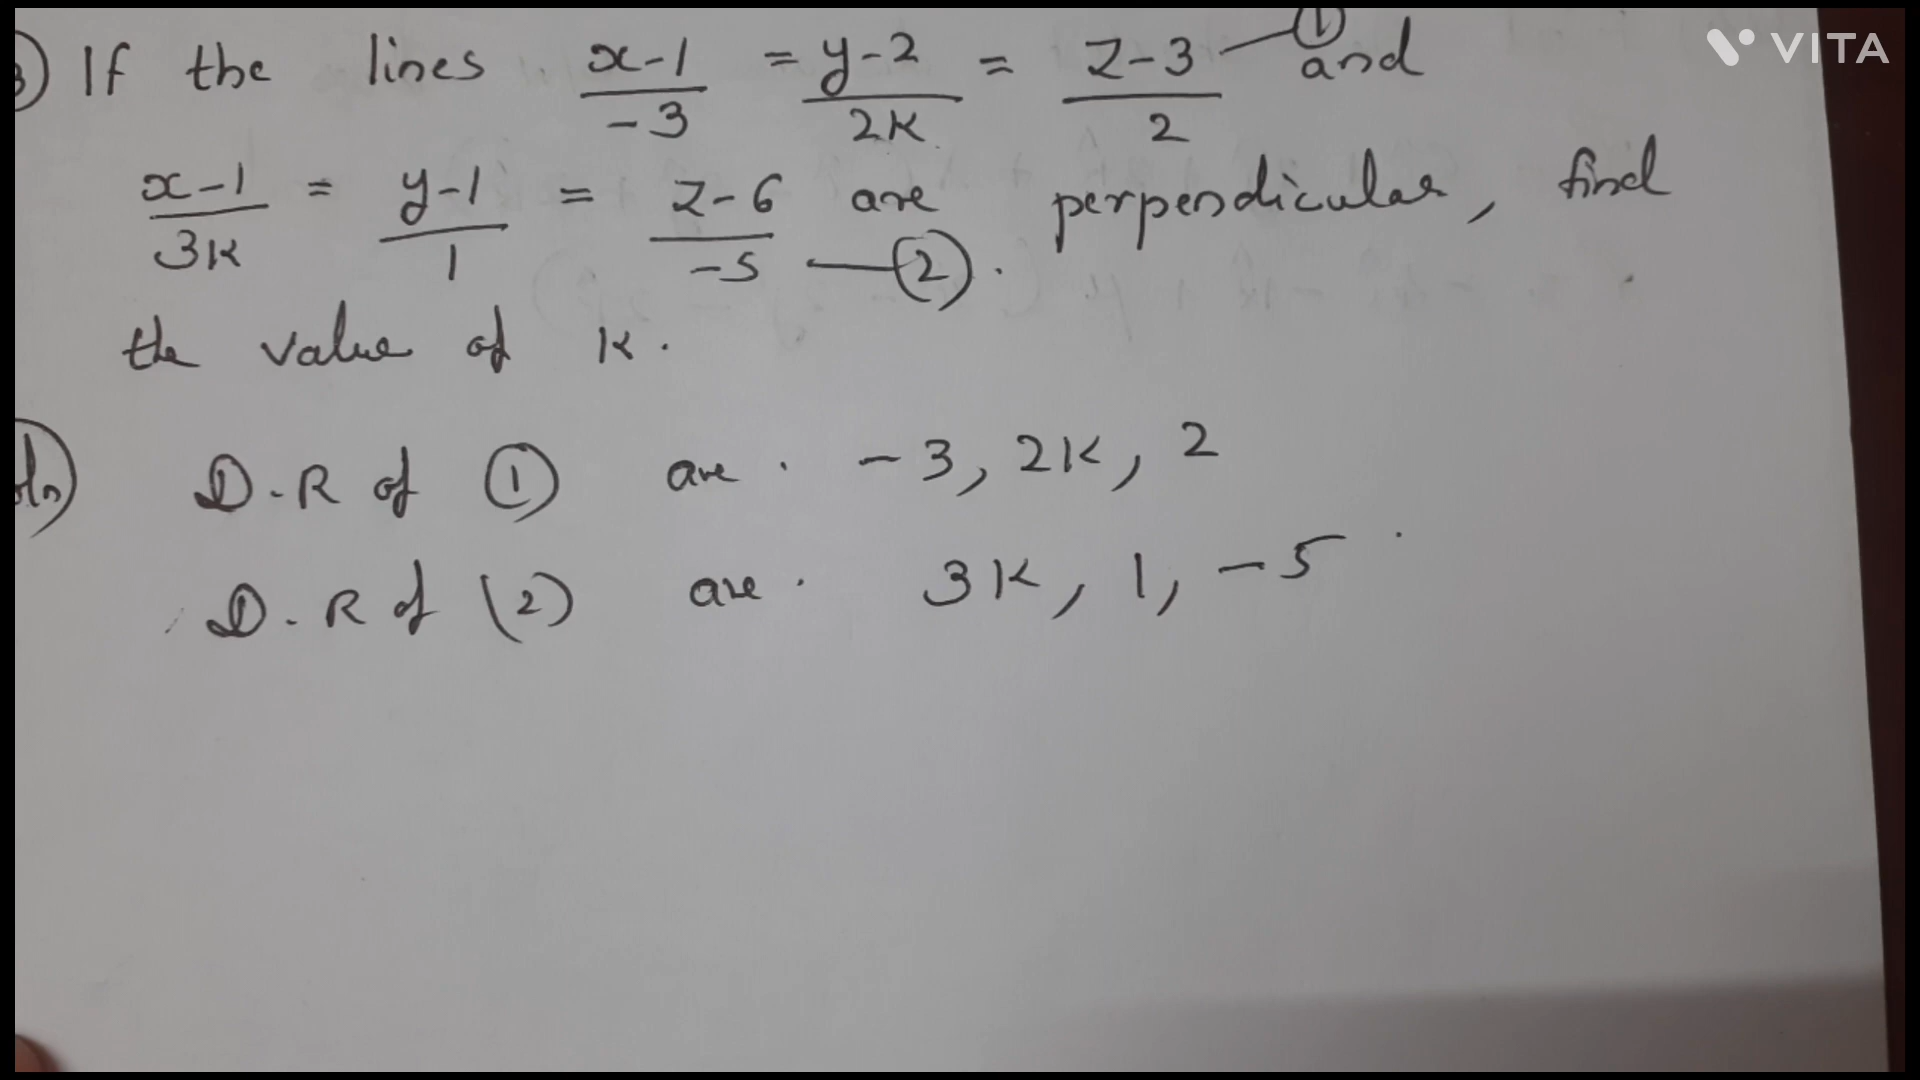 3) If the lines x-1/-3 = y-2/2K = z-3/2 —① and
x-1/3K = y-1/1 = z-6/-5 —②. are perpendicular, find
the value of K.
soln) D.R of ① are. -3, 2K, 2
D.R of (2) are. 3K, 1, -5
VITA